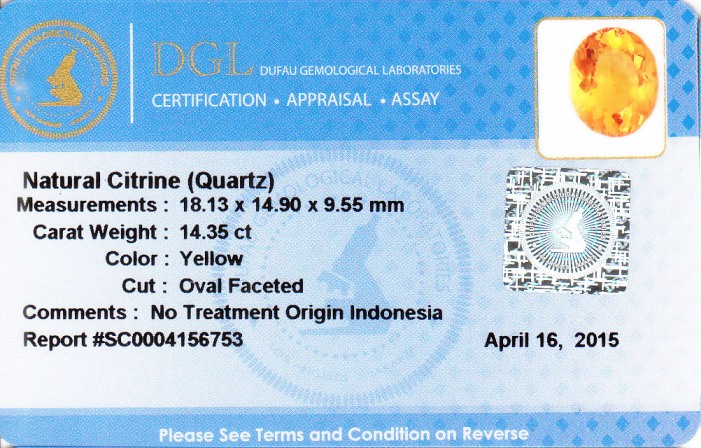 DUFAU GEMOLOGICAL LABORATORIES
DGL DUFAU GEMOLOGICAL LABORATORIES
CERTIFICATION • APPRAISAL • ASSAY
Natural Citrine (Quartz)
Measurements : 18.13 x 14.90 x 9.55 mm
Carat Weight : 14.35 ct
Color : Yellow
Cut : Oval Faceted
Comments : No Treatment Origin Indonesia
Report #SC0004156753
April 16, 2015
Please See Terms and Condition on Reverse